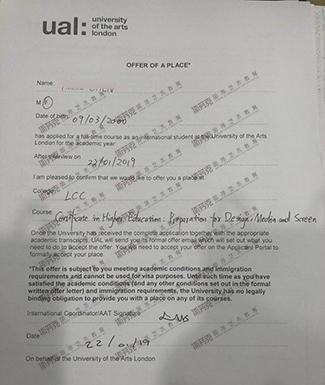 ual: university
of the arts
london
OFFER OF A PLACE*
Name:
M F
Date of birth: 09/03/2000
has applied for a full-time course as an international student at the University of the Arts
London for the academic year
After interview on 22/01/2019
I am pleased to confirm that we would like to offer you a place at:
College: LCC
Course: Certificate in Higher Education: Preparation for Design, Media and Screen
Once the University has received the complete application together with the appropriate
academic transcripts, UAL will send you its formal offer email which will set out what you
need to do to accept the offer. You will need to accept your offer on the Applicant Portal to
formally accept your place.
*This offer is subject to you meeting academic conditions and immigration
requirements and cannot be used for visa purposes. Until such time as you have
satisfied the academic (and any other conditions set out in the formal
written offer letter) and immigration requirements, the University has no legally
binding obligation to provide you with a place on any of its courses.
International Coordinator/AAT Signature
Date 22/01/19
On behalf of the University of the Arts London